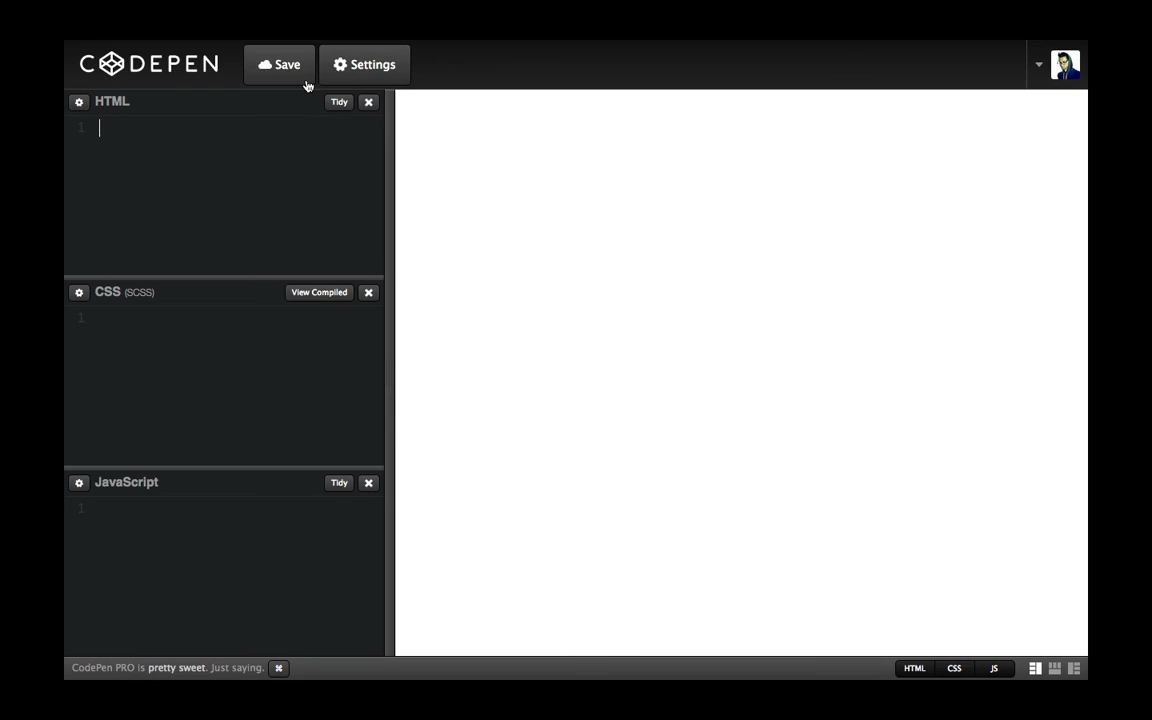 CODEPEN Save Settings
HTML Tidy
1
CSS (SCSS) View Compiled
1
JavaScript Tidy
1
CodePen PRO is pretty sweet. Just saying. ⌘ HTML CSS JS